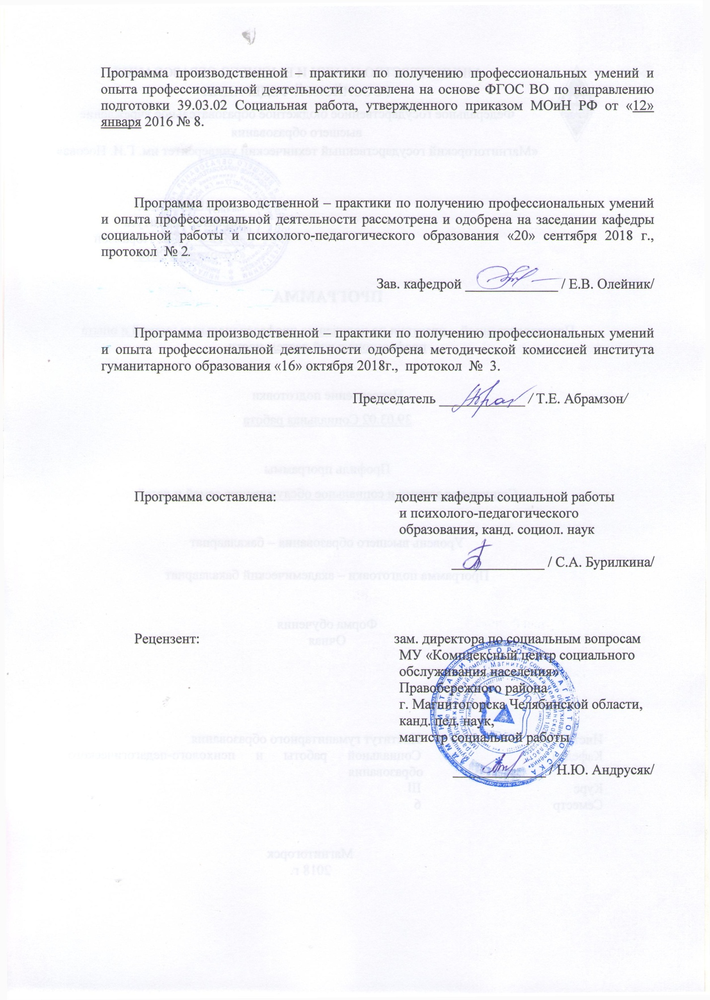 Программа производственной – практики по получению профессиональных умений и
опыта профессиональной деятельности составлена на основе ФГОС ВО по направлению
подготовки 39.03.02 Социальная работа, утвержденного приказом МОиН РФ от «12»
января 2016 № 8.
Программа производственной – практики по получению профессиональных умений
и опыта профессиональной деятельности рассмотрена и одобрена на заседании кафедры
социальной работы и психолого-педагогического образования «20» сентября 2018 г.,
протокол № 2.
Зав. кафедрой ______________ / Е.В. Олейник/
Программа производственной – практики по получению профессиональных умений
и опыта профессиональной деятельности одобрена методической комиссией института
гуманитарного образования «16» октября 2018г., протокол № 3.
Председатель _____________ / Т.Е. Абрамзон/
Программа составлена: доцент кафедры социальной работы
и психолого-педагогического
образования, канд. социол. наук
______________ / С.А. Бурилкина/
Рецензент: зам. директора по социальным вопросам
МУ «Комплексный центр социального
обслуживания населения»
Правобережного района
г. Магнитогорска Челябинской области,
канд. пед. наук,
магистр социальной работы
______________ / Н.Ю. Андрусяк/
АДМИНИСТРАЦИЯ ГОРОДА МАГНИТОГОРСКА